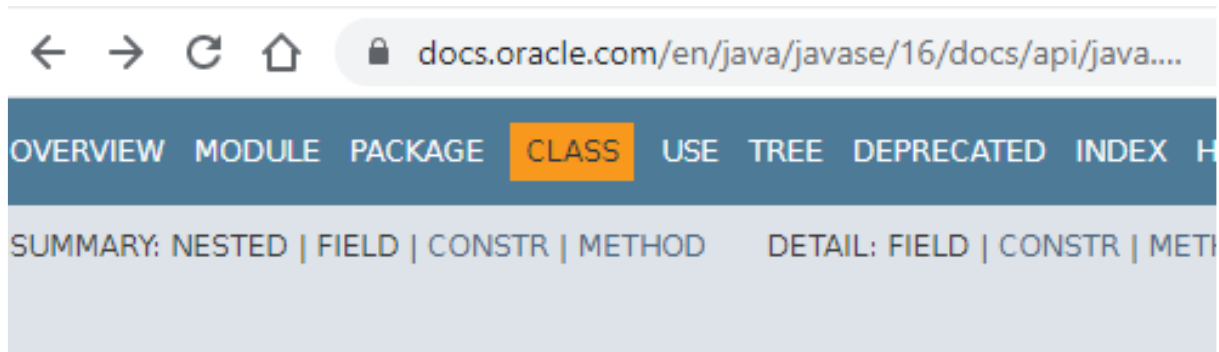 docs.oracle.com/en/java/javase/16/docs/api/java....
OVERVIEW MODULE PACKAGE CLASS USE TREE DEPRECATED INDEX H
SUMMARY: NESTED | FIELD | CONSTR | METHOD DETAIL: FIELD | CONSTR | METH